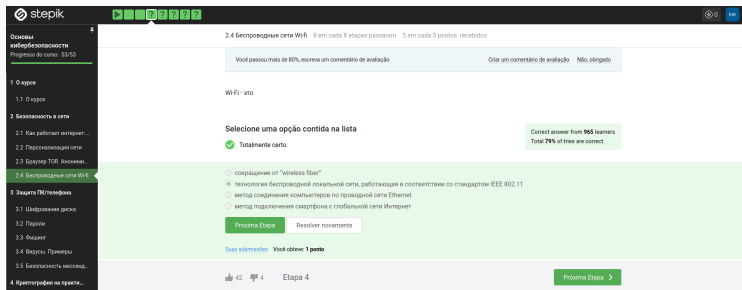 stepik
0
Основы
кибербезопасности
Progresso do curso: 53/53
1 О курсе
1.1 О курсе
2 Безопасность в сети
2.1 Как работает интернет:...
2.2 Персонализация сети
2.3 Браузер TOR. Анонимн...
2.4 Беспроводные сети Wi-fi
3 Защита ПК/телефона
3.1 Шифрование диска
3.2 Пароли
3.3 Фишинг
3.4 Вирусы. Примеры
3.5 Безопасность мессенд...
4 Криптография на практи...
2.4 Беспроводные сети Wi-fi 8 em cada 8 etapas passaram 5 em cada 5 pontos recebidos
Você passou mais de 80%, escreva um comentário de avaliação Criar um comentário de avaliação Não, obrigado
Wi-Fi - это
Selecione uma opção contida na lista
Totalmente certo.
Correct answer from 965 learners
Total 79% of tries are correct
сокращение от "wireless fiber"
технология беспроводной локальной сети, работающая в соответствии со стандартом IEEE 802.11
метод соединения компьютеров по проводной сети Ethernet
метод подключения смартфона с глобальной сети Интернет
Próxima Etapa Resolver novamente
Suas submissões Você obteve: 1 ponto
42 4 Etapa 4 Próxima Etapa